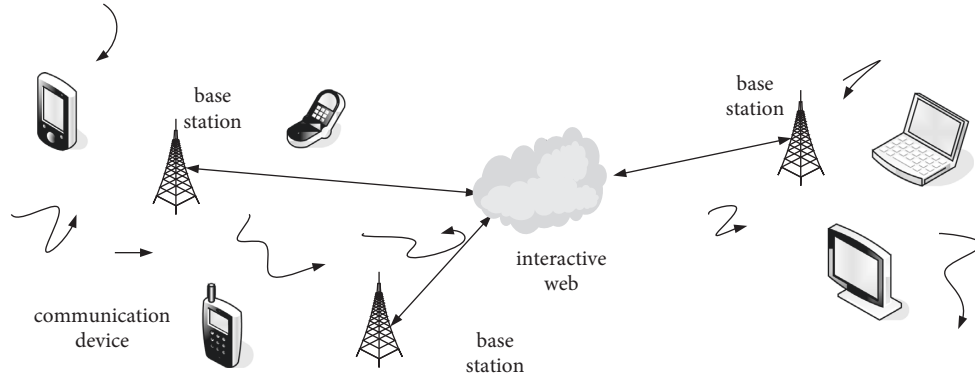 base
station
base
station
interactive
web
communication
device
base
station